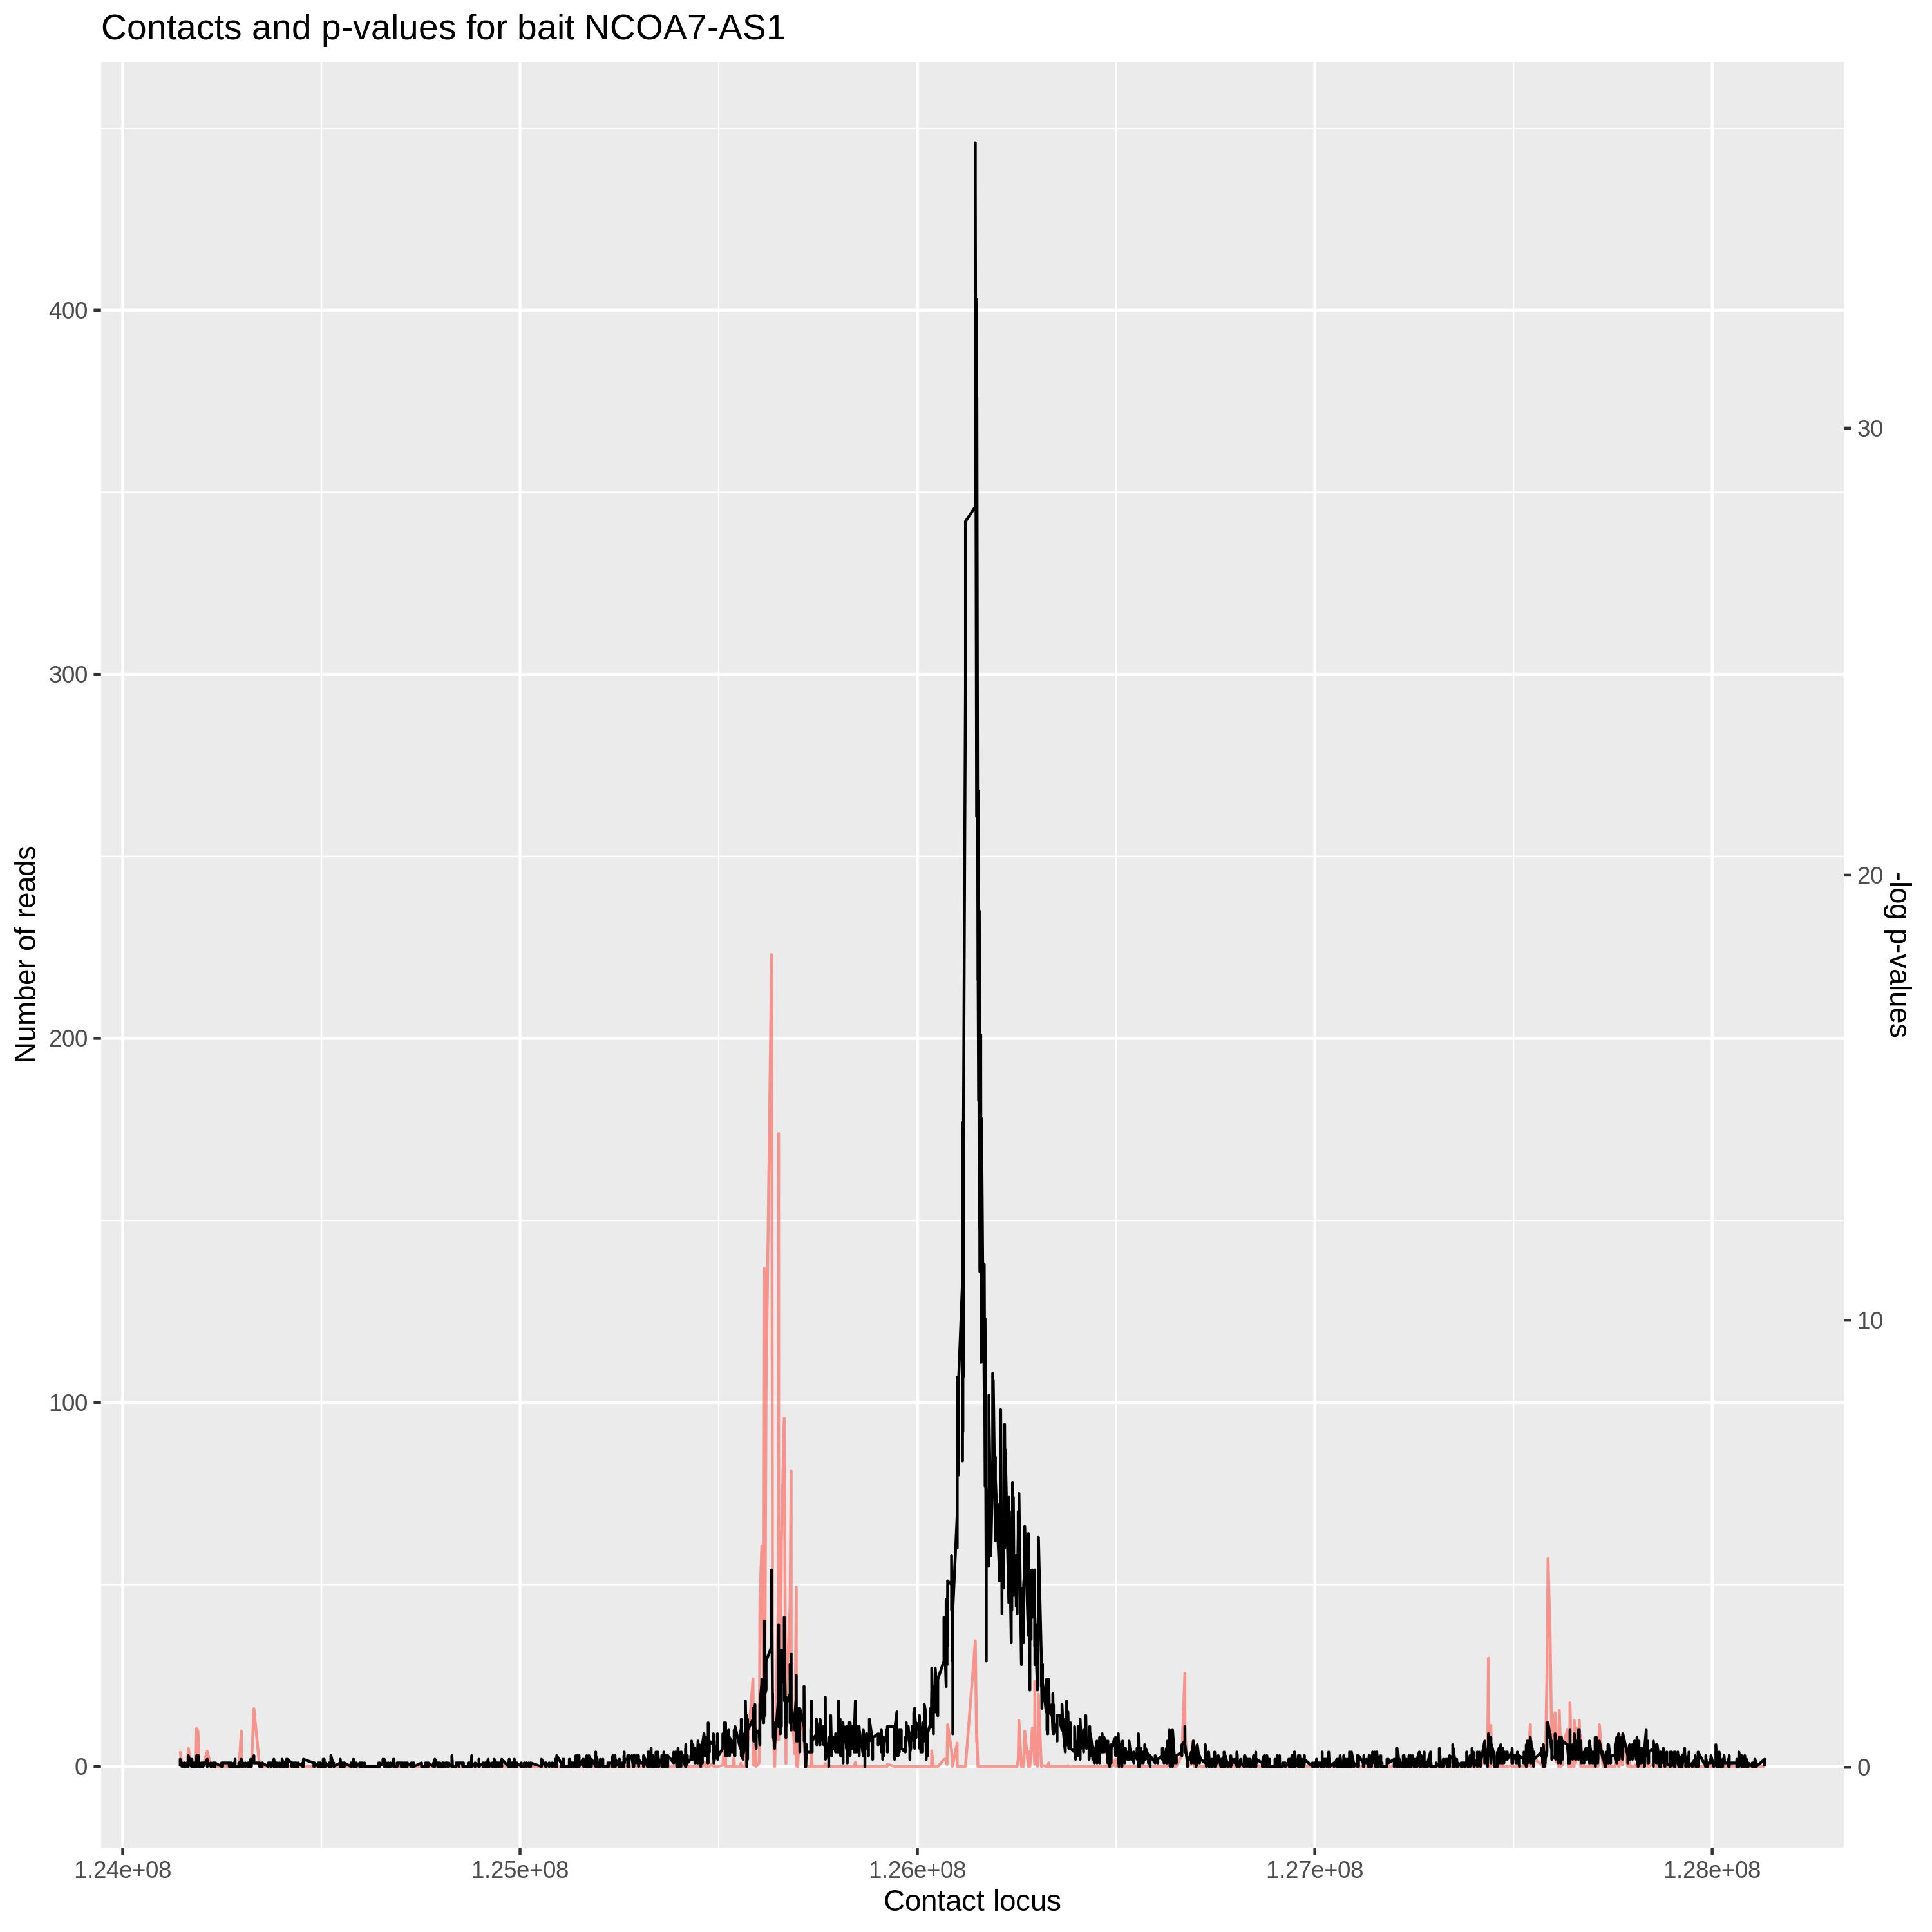 Contacts and p-values for bait NCOA7-AS1
Number of reads
400
300
200
100
0
30
20
10
0
-log p-values
1.24e+08
1.25e+08
1.26e+08
1.27e+08
1.28e+08
Contact locus